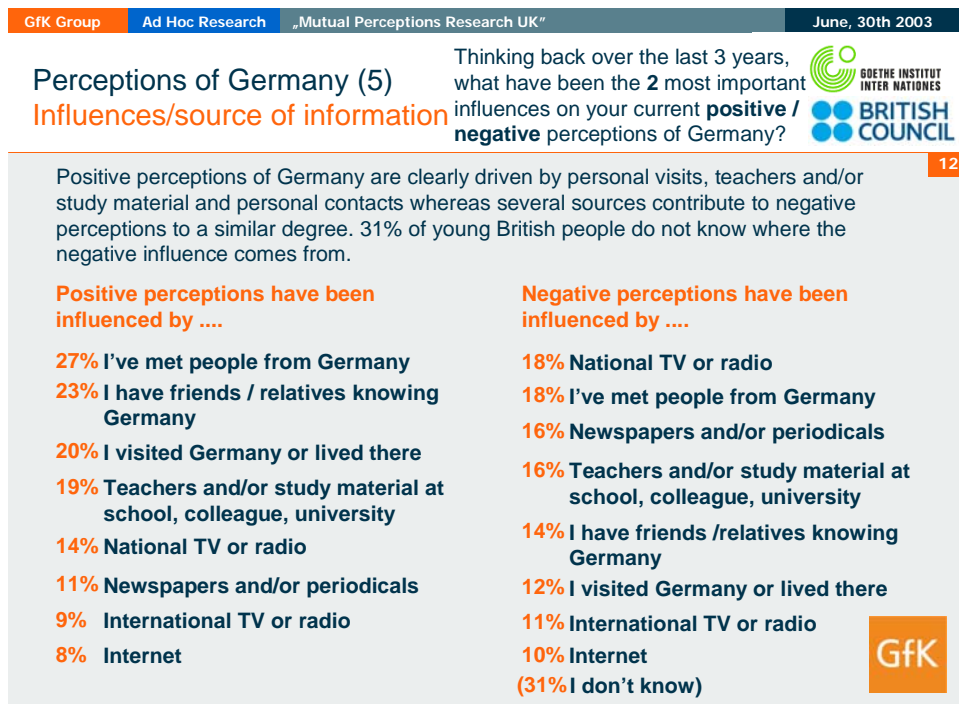 GfK Group
Ad Hoc Research
„Mutual Perceptions Research UK“
June, 30th 2003
Perceptions of Germany (5)
Influences/source of information
Thinking back over the last 3 years,
what have been the 2 most important
influences on your current positive /
negative perceptions of Germany?
GOETHE INSTITUT
INTER NATIONES
BRITISH
COUNCIL
12
Positive perceptions of Germany are clearly driven by personal visits, teachers and/or
study material and personal contacts whereas several sources contribute to negative
perceptions to a similar degree. 31% of young British people do not know where the
negative influence comes from.
Positive perceptions have been
influenced by ....
27% I've met people from Germany
23% I have friends / relatives knowing
Germany
20% I visited Germany or lived there
19% Teachers and/or study material at
school, colleague, university
14% National TV or radio
11% Newspapers and/or periodicals
9% International TV or radio
8% Internet
Negative perceptions have been
influenced by ....
18% National TV or radio
18% I've met people from Germany
16% Newspapers and/or periodicals
16% Teachers and/or study material at
school, colleague, university
14% I have friends /relatives knowing
Germany
12% I visited Germany or lived there
11% International TV or radio
10% Internet
(31% I don't know)
GfK